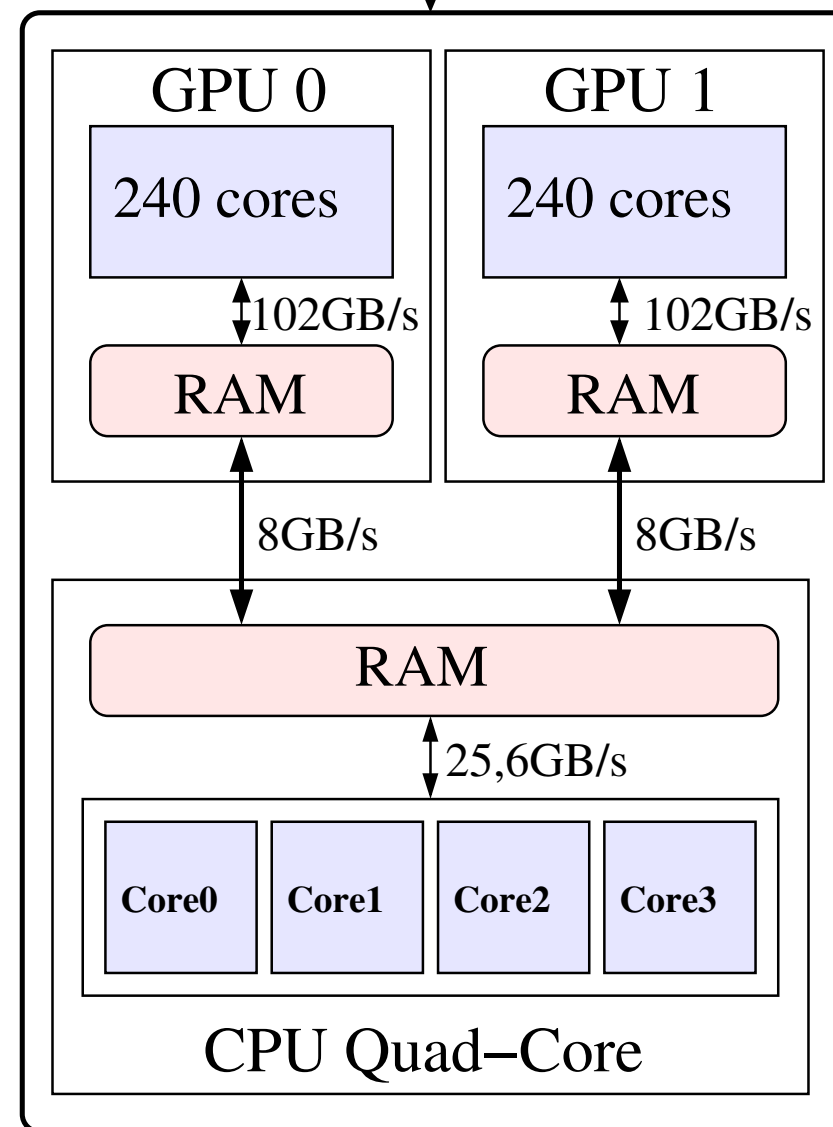 GPU 0
GPU 1
240 cores
240 cores
102GB/s
102GB/s
RAM
RAM
8GB/s
8GB/s
RAM
25,6GB/s
Core0
Core1
Core2
Core3
CPU Quad–Core